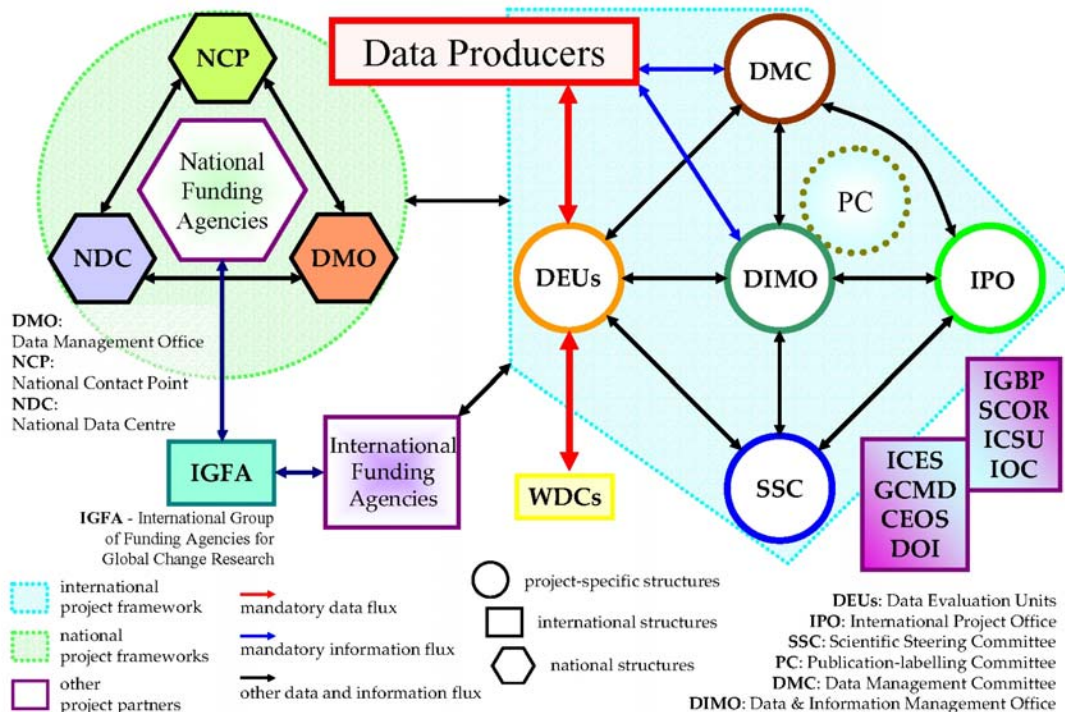 NCP
National
Funding
Agencies
NDC
DMO
Data Producers
DMC
PC
DEUs
DIMO
IPO
SSC
WDCs
DMO:
Data Management Office
NCP:
National Contact Point
NDC:
National Data Centre
IGFA
International
Funding
Agencies
IGFA - International Group
of Funding Agencies for
Global Change Research
IGBP
SCOR
ICSU
IOC
ICES
GCMD
CEOS
DOI
international
project framework
national
project frameworks
other
project partners
mandatory data flux
mandatory information flux
other data and information flux
project-specific structures
international structures
national structures
DEUs: Data Evaluation Units
IPO: International Project Office
SSC: Scientific Steering Committee
PC: Publication-labelling Committee
DMC: Data Management Committee
DIMO: Data & Information Management Office